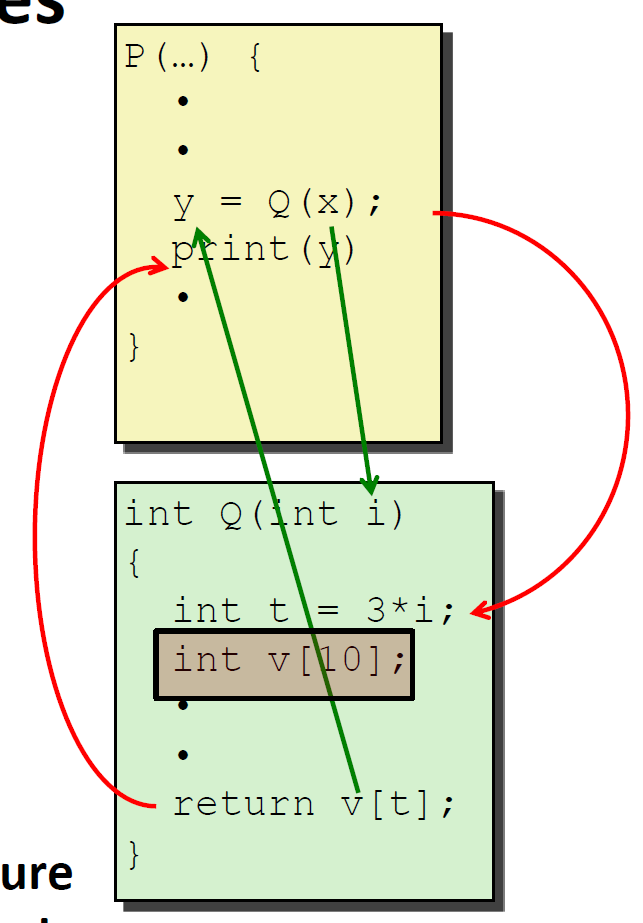 es
P(…) {
•
•
y = Q(x);
print(y)
•
}
int Q(int i)
{
int t = 3*i;
int v[10];
•
•
return v[t];
}
ure